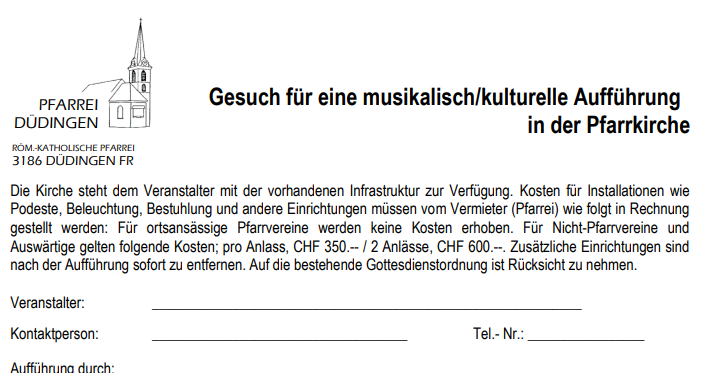 PFARREI
DÜDINGEN
RÖM.-KATHOLISCHE PFARREI
3186 DÜDINGEN FR
Gesuch für eine musikalisch/kulturelle Aufführung
in der Pfarrkirche
Die Kirche steht dem Veranstalter mit der vorhandenen Infrastruktur zur Verfügung. Kosten für Installationen wie
Podeste, Beleuchtung, Bestuhlung und andere Einrichtungen müssen vom Vermieter (Pfarrei) wie folgt in Rechnung
gestellt werden: Für ortsansässige Pfarrvereine werden keine Kosten erhoben. Für Nicht-Pfarrvereine und
Auswärtige gelten folgende Kosten; pro Anlass, CHF 350.-- / 2 Anlässe, CHF 600.--. Zusätzliche Einrichtungen sind
nach der Aufführung sofort zu entfernen. Auf die bestehende Gottesdienstordnung ist Rücksicht zu nehmen.
Veranstalter:
Kontaktperson: Tel.- Nr.:
Aufführung durch: